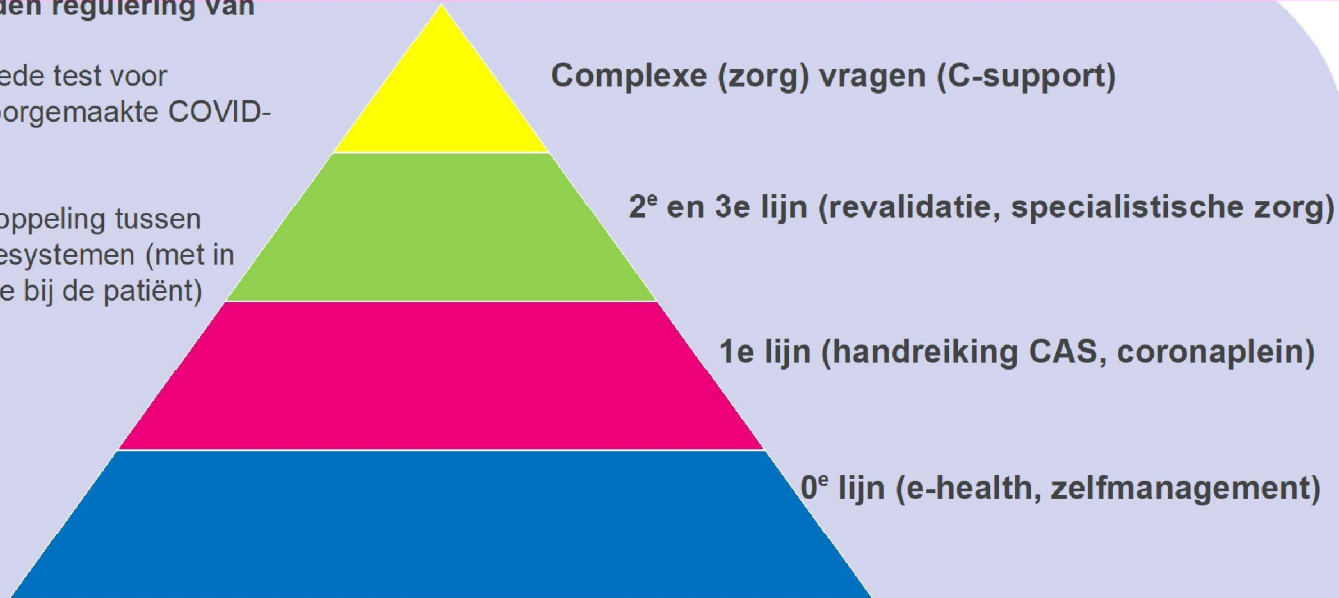 den regulering van
ede test voor
orgemaakte COVID-
oppeling tussen
esystemen (met in
e bij de patiënt)
Complexe (zorg) vragen (C-support)
2e en 3e lijn (revalidatie, specialistische zorg)
1e lijn (handreiking CAS, coronaplein)
0e lijn (e-health, zelfmanagement)